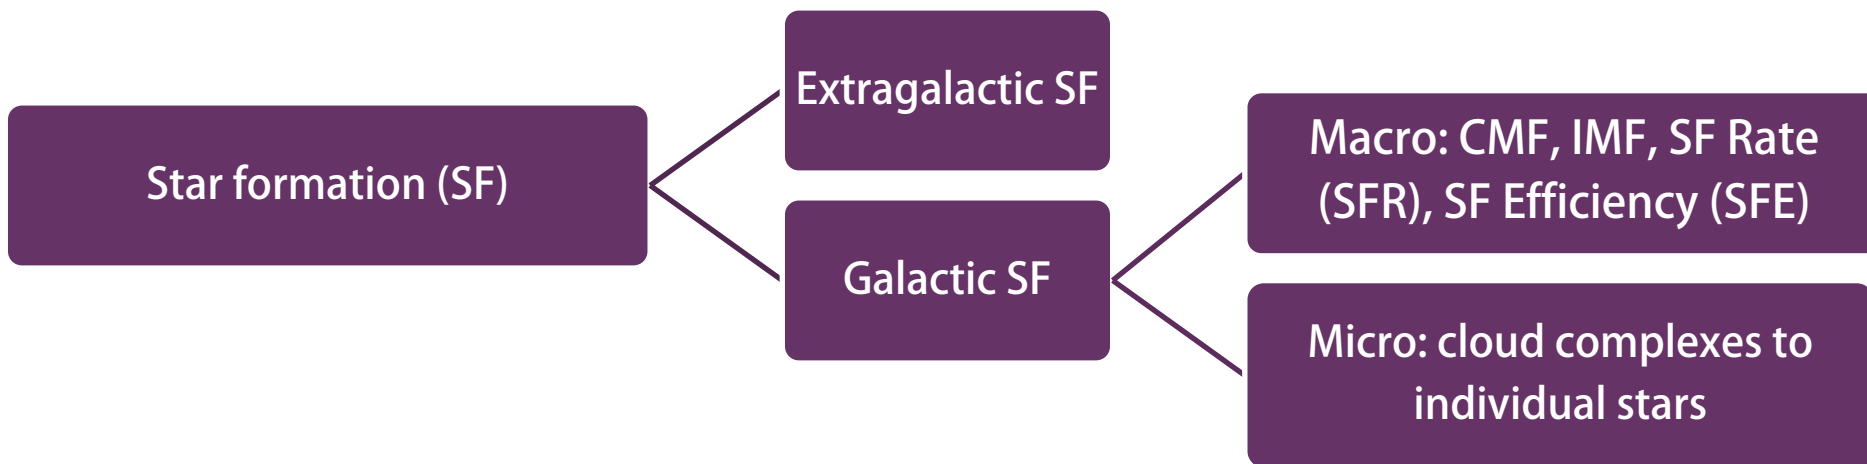 Star formation (SF)
Extragalactic SF
Galactic SF
Macro: CMF, IMF, SF Rate
(SFR), SF Efficiency (SFE)
Micro: cloud complexes to
individual stars